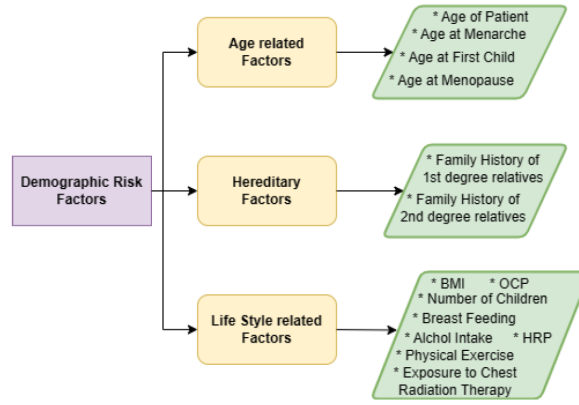 Demographic Risk
Factors
Age related
Factors
* Age of Patient
* Age at Menarche
* Age at First Child
* Age at Menopause
Hereditary
Factors
* Family History of
1st degree relatives
* Family History of
2nd degree relatives
Life Style related
Factors
* BMI * OCP
* Number of Children
* Breast Feeding
* Alchol Intake * HRP
* Physical Exercise
* Exposure to Chest
Radiation Therapy